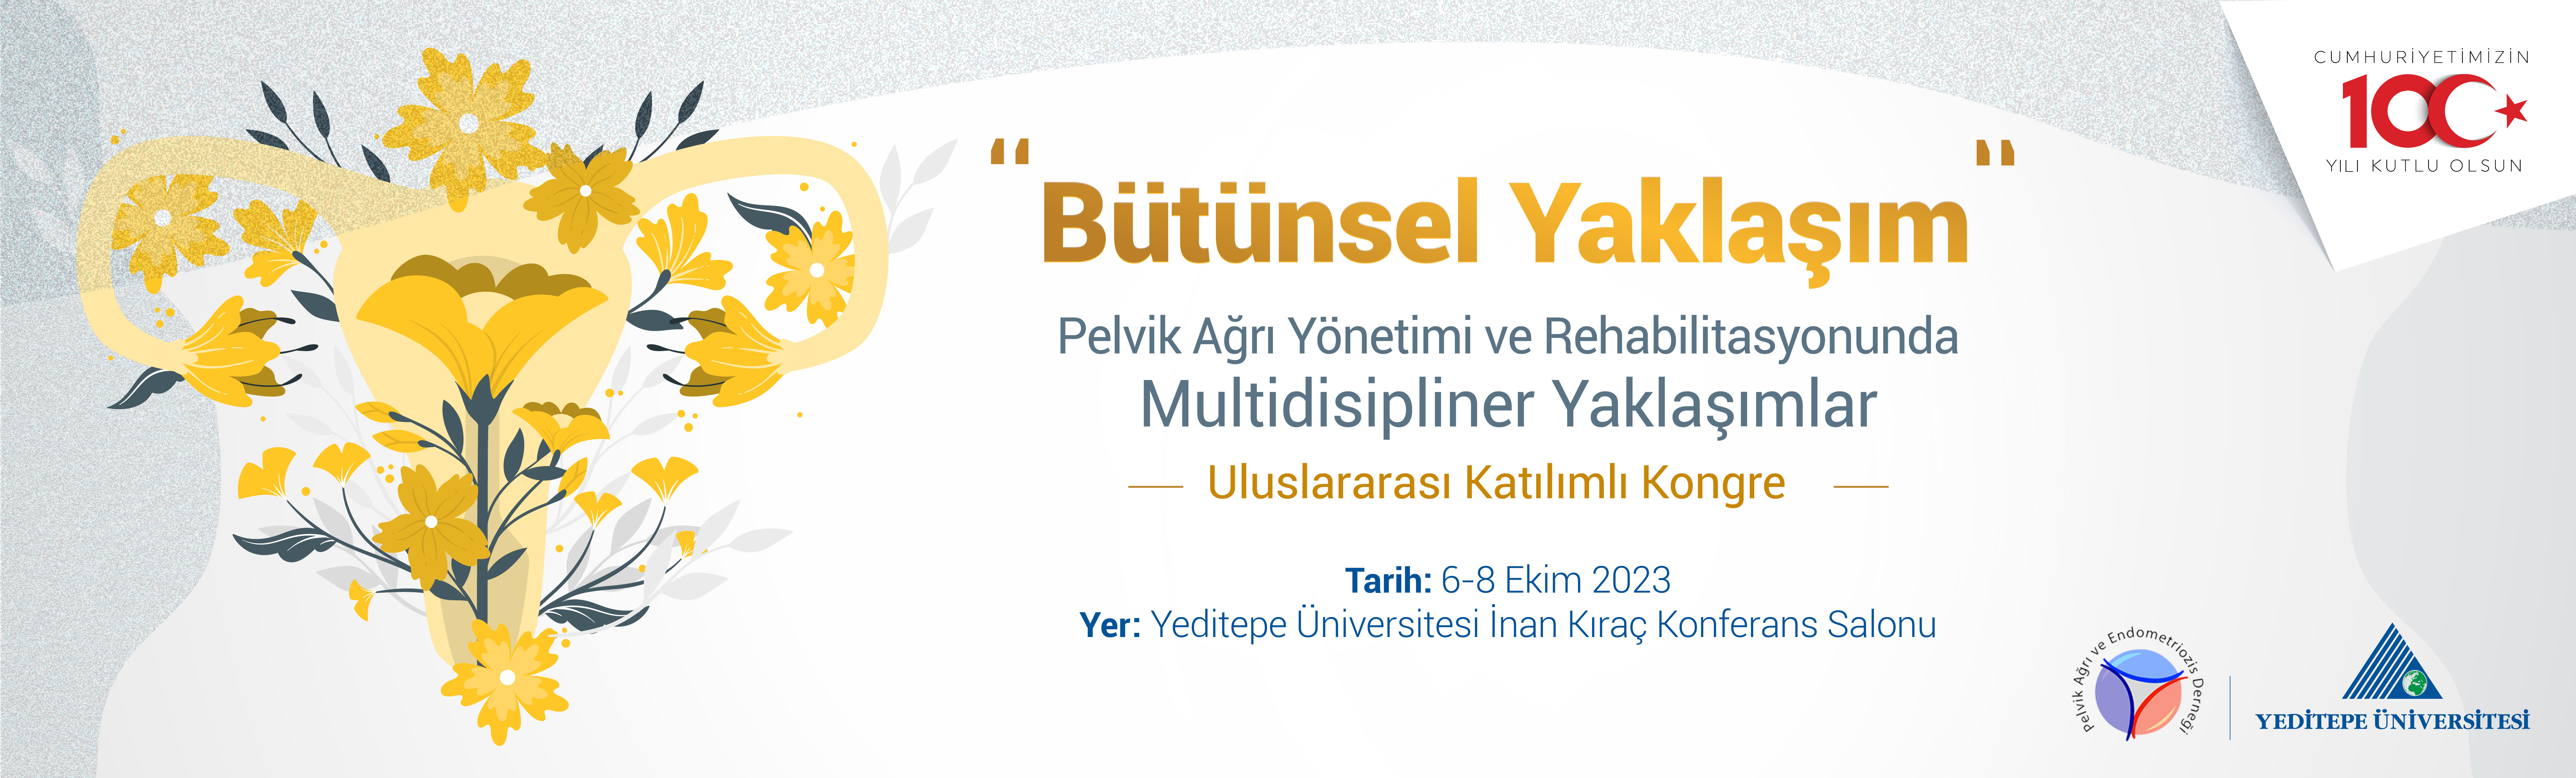 CUMHURİYETİMİZİN
100
YILI KUTLU OLSUN
"Bütünsel Yaklaşım"
Pelvik Ağrı Yönetimi ve Rehabilitasyonunda
Multidisipliner Yaklaşımlar
Uluslararası Katılımlı Kongre
Tarih: 6-8 Ekim 2023
Yer: Yeditepe Üniversitesi İnan Kıraç Konferans Salonu
Pelvik Ağrı ve Endometriozis Derneği
YEDİTEPE ÜNİVERSİTESİ